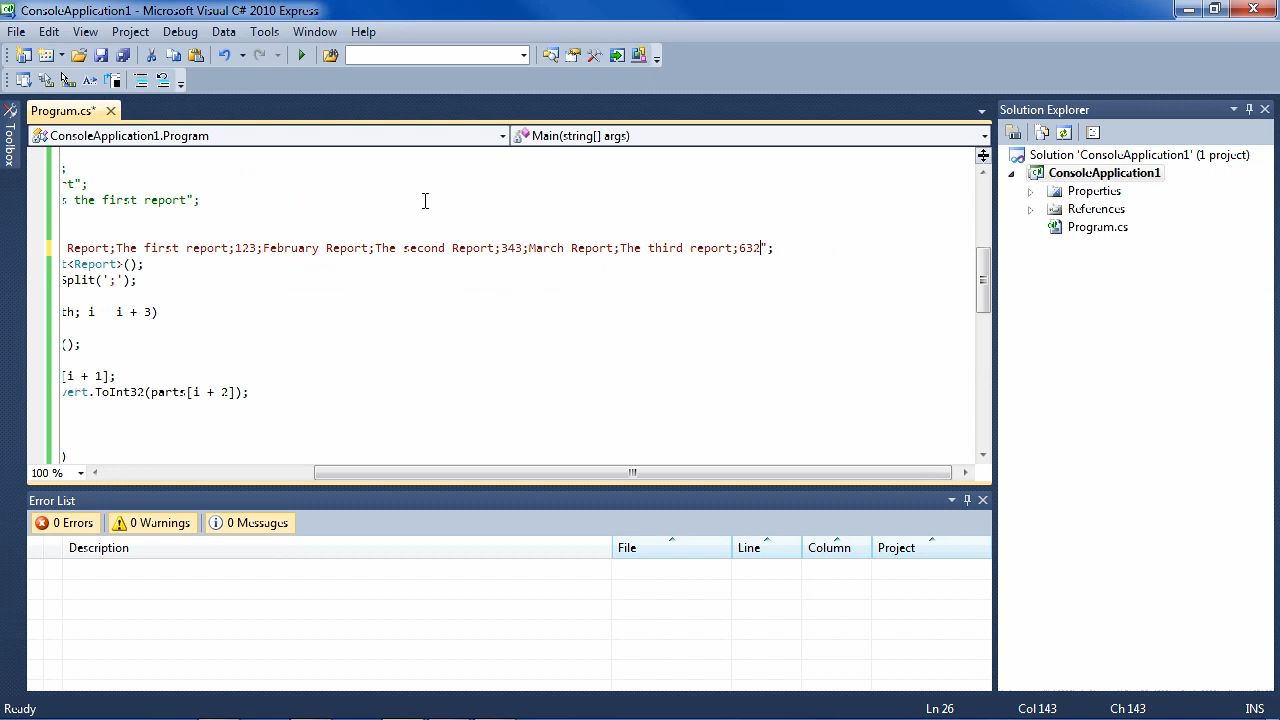 ConsoleApplication1 - Microsoft Visual C# 2010 Express
File Edit View Project Debug Data Tools Window Help
Program.cs*
Toolbox
ConsoleApplication1.Program
Main(string[] args)
;
rt";
s the first report";
Report;The first report;123;February Report;The second Report;343;March Report;The third report;632";
t<Report>();
Split(';');
th; i i + 3)
();
[i + 1];
vert.ToInt32(parts[i + 2]);
)
100 %
Error List
0 Errors 0 Warnings 0 Messages
Description File Line Column Project
Solution Explorer
Solution 'ConsoleApplication1' (1 project)
ConsoleApplication1
Properties
References
Program.cs
Ready Ln 26 Col 143 Ch 143 INS